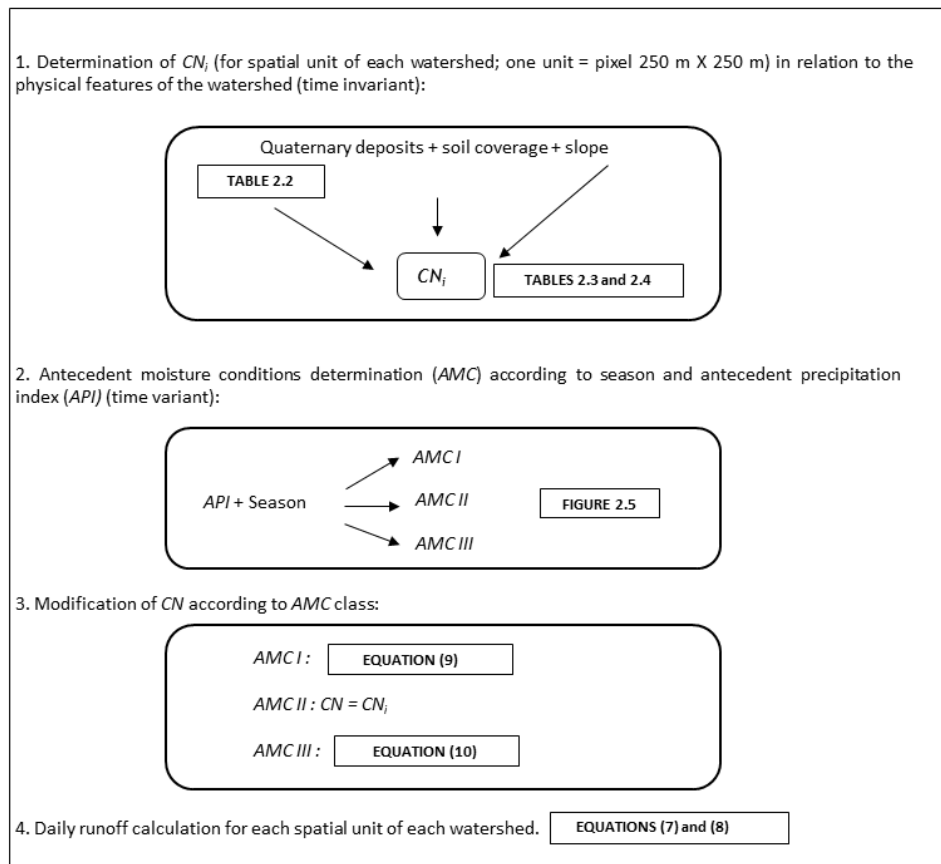 1. Determination of CNi (for spatial unit of each watershed; one unit = pixel 250 m X 250 m) in relation to the
physical features of the watershed (time invariant):
Quaternary deposits + soil coverage + slope
TABLE 2.2
CNi
TABLES 2.3 and 2.4
2. Antecedent moisture conditions determination (AMC) according to season and antecedent precipitation
index (API) (time variant):
AMC I
API + Season
AMC II
FIGURE 2.5
AMC III
3. Modification of CN according to AMC class:
AMC I :
EQUATION (9)
AMC II : CN = CNi
AMC III :
EQUATION (10)
4. Daily runoff calculation for each spatial unit of each watershed.
EQUATIONS (7) and (8)